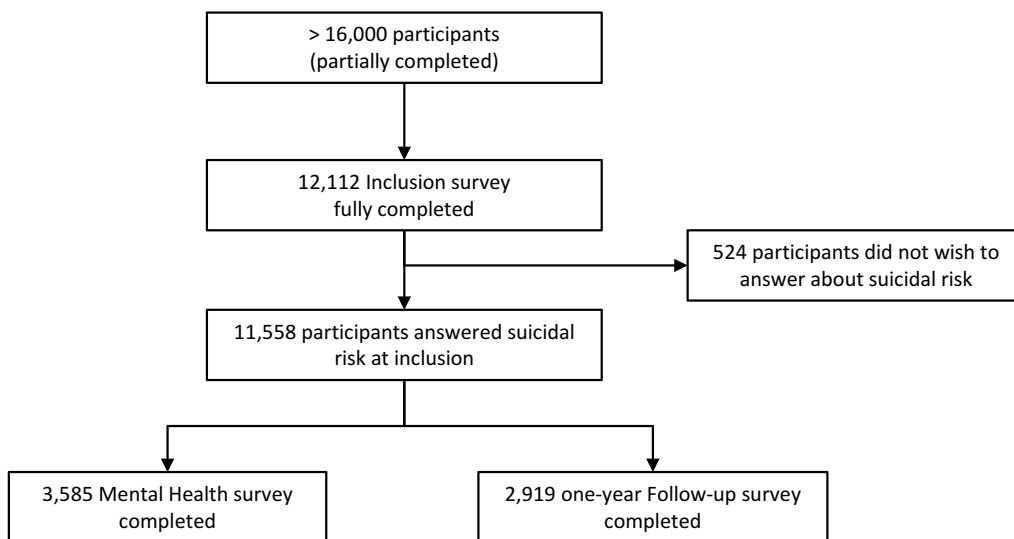 > 16,000 participants
(partially completed)
12,112 Inclusion survey
fully completed
524 participants did not wish to
answer about suicidal risk
11,558 participants answered suicidal
risk at inclusion
3,585 Mental Health survey
completed
2,919 one-year Follow-up survey
completed